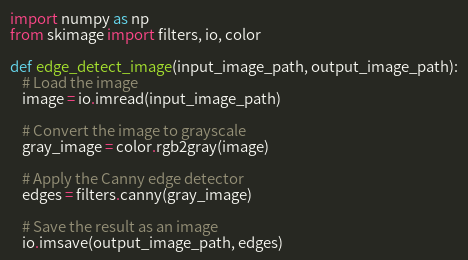 import numpy as np
from skimage import filters, io, color

def edge_detect_image(input_image_path, output_image_path):
    # Load the image
    image = io.imread(input_image_path)

    # Convert the image to grayscale
    gray_image = color.rgb2gray(image)

    # Apply the Canny edge detector
    edges = filters.canny(gray_image)

    # Save the result as an image
    io.imsave(output_image_path, edges)